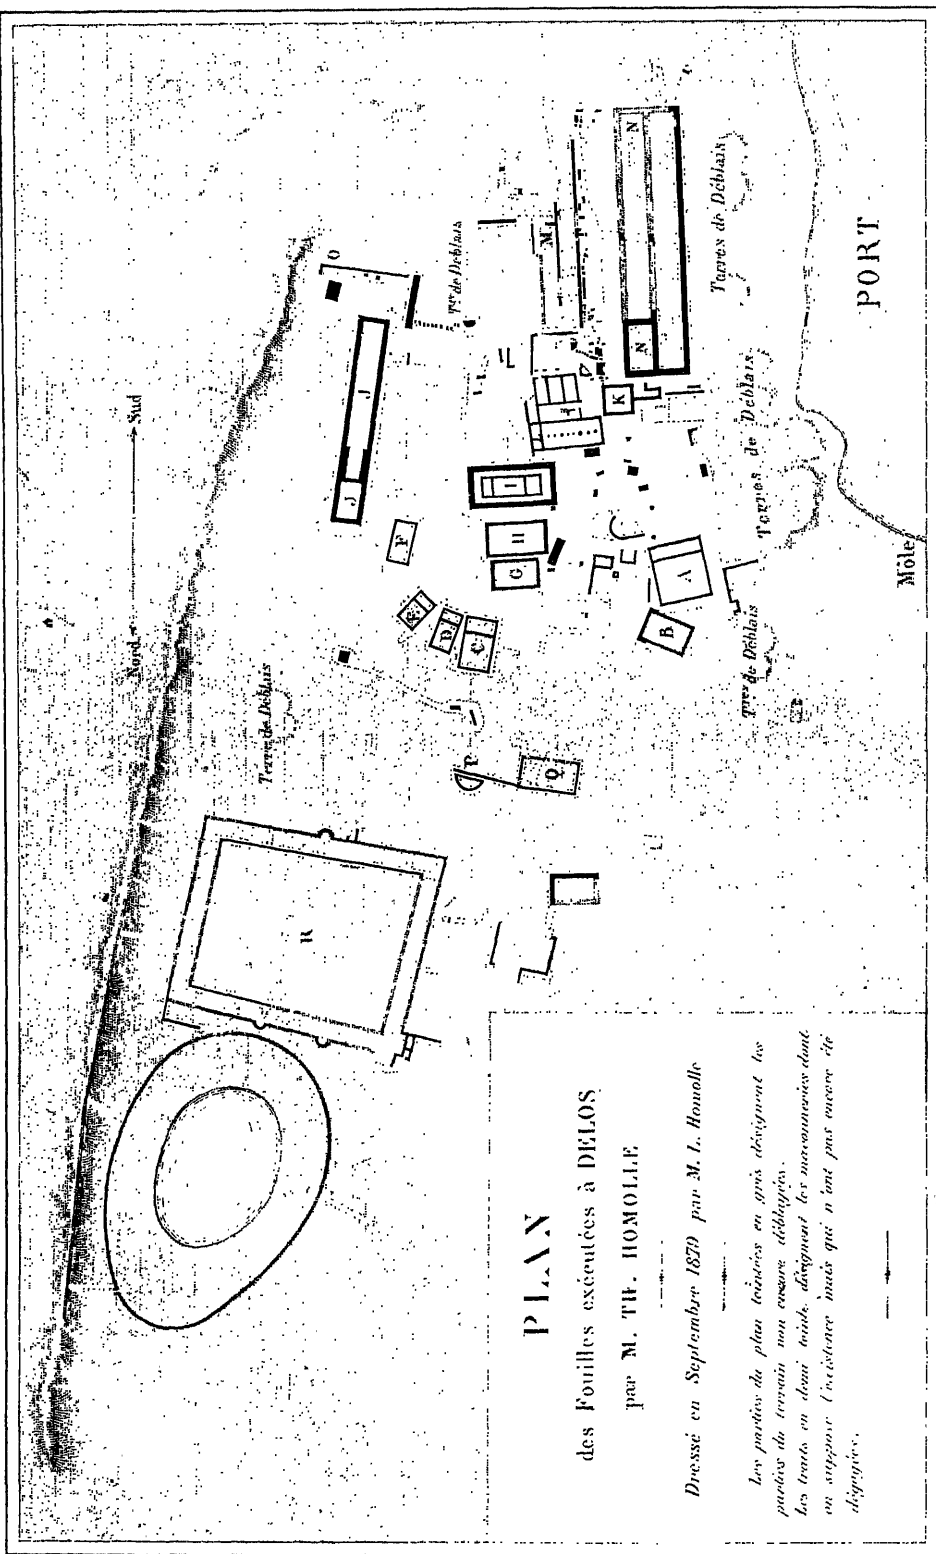 PLAN
des Fouilles exécutées à DELOS
par M. TH. HOMOLLE
Dressé en Septembre 1879 par M. L. Homolle
Les parties du plan teintées en gris désignent les
parties du terrain non encore déblayées.
Les traits en demi teinte désignent les maçonneries dont
on suppose l'existence mais qui n'ont pas encore été
dégagées.
Nord
Sud
Terres de Déblais
Tres de Déblais
Terres de Déblais
Terres de Déblais
Tres de Déblais
PORT
Môle
A
B
C
D
E
F
G
H
I
J
J
K
M
N
N
O
P
Q
R